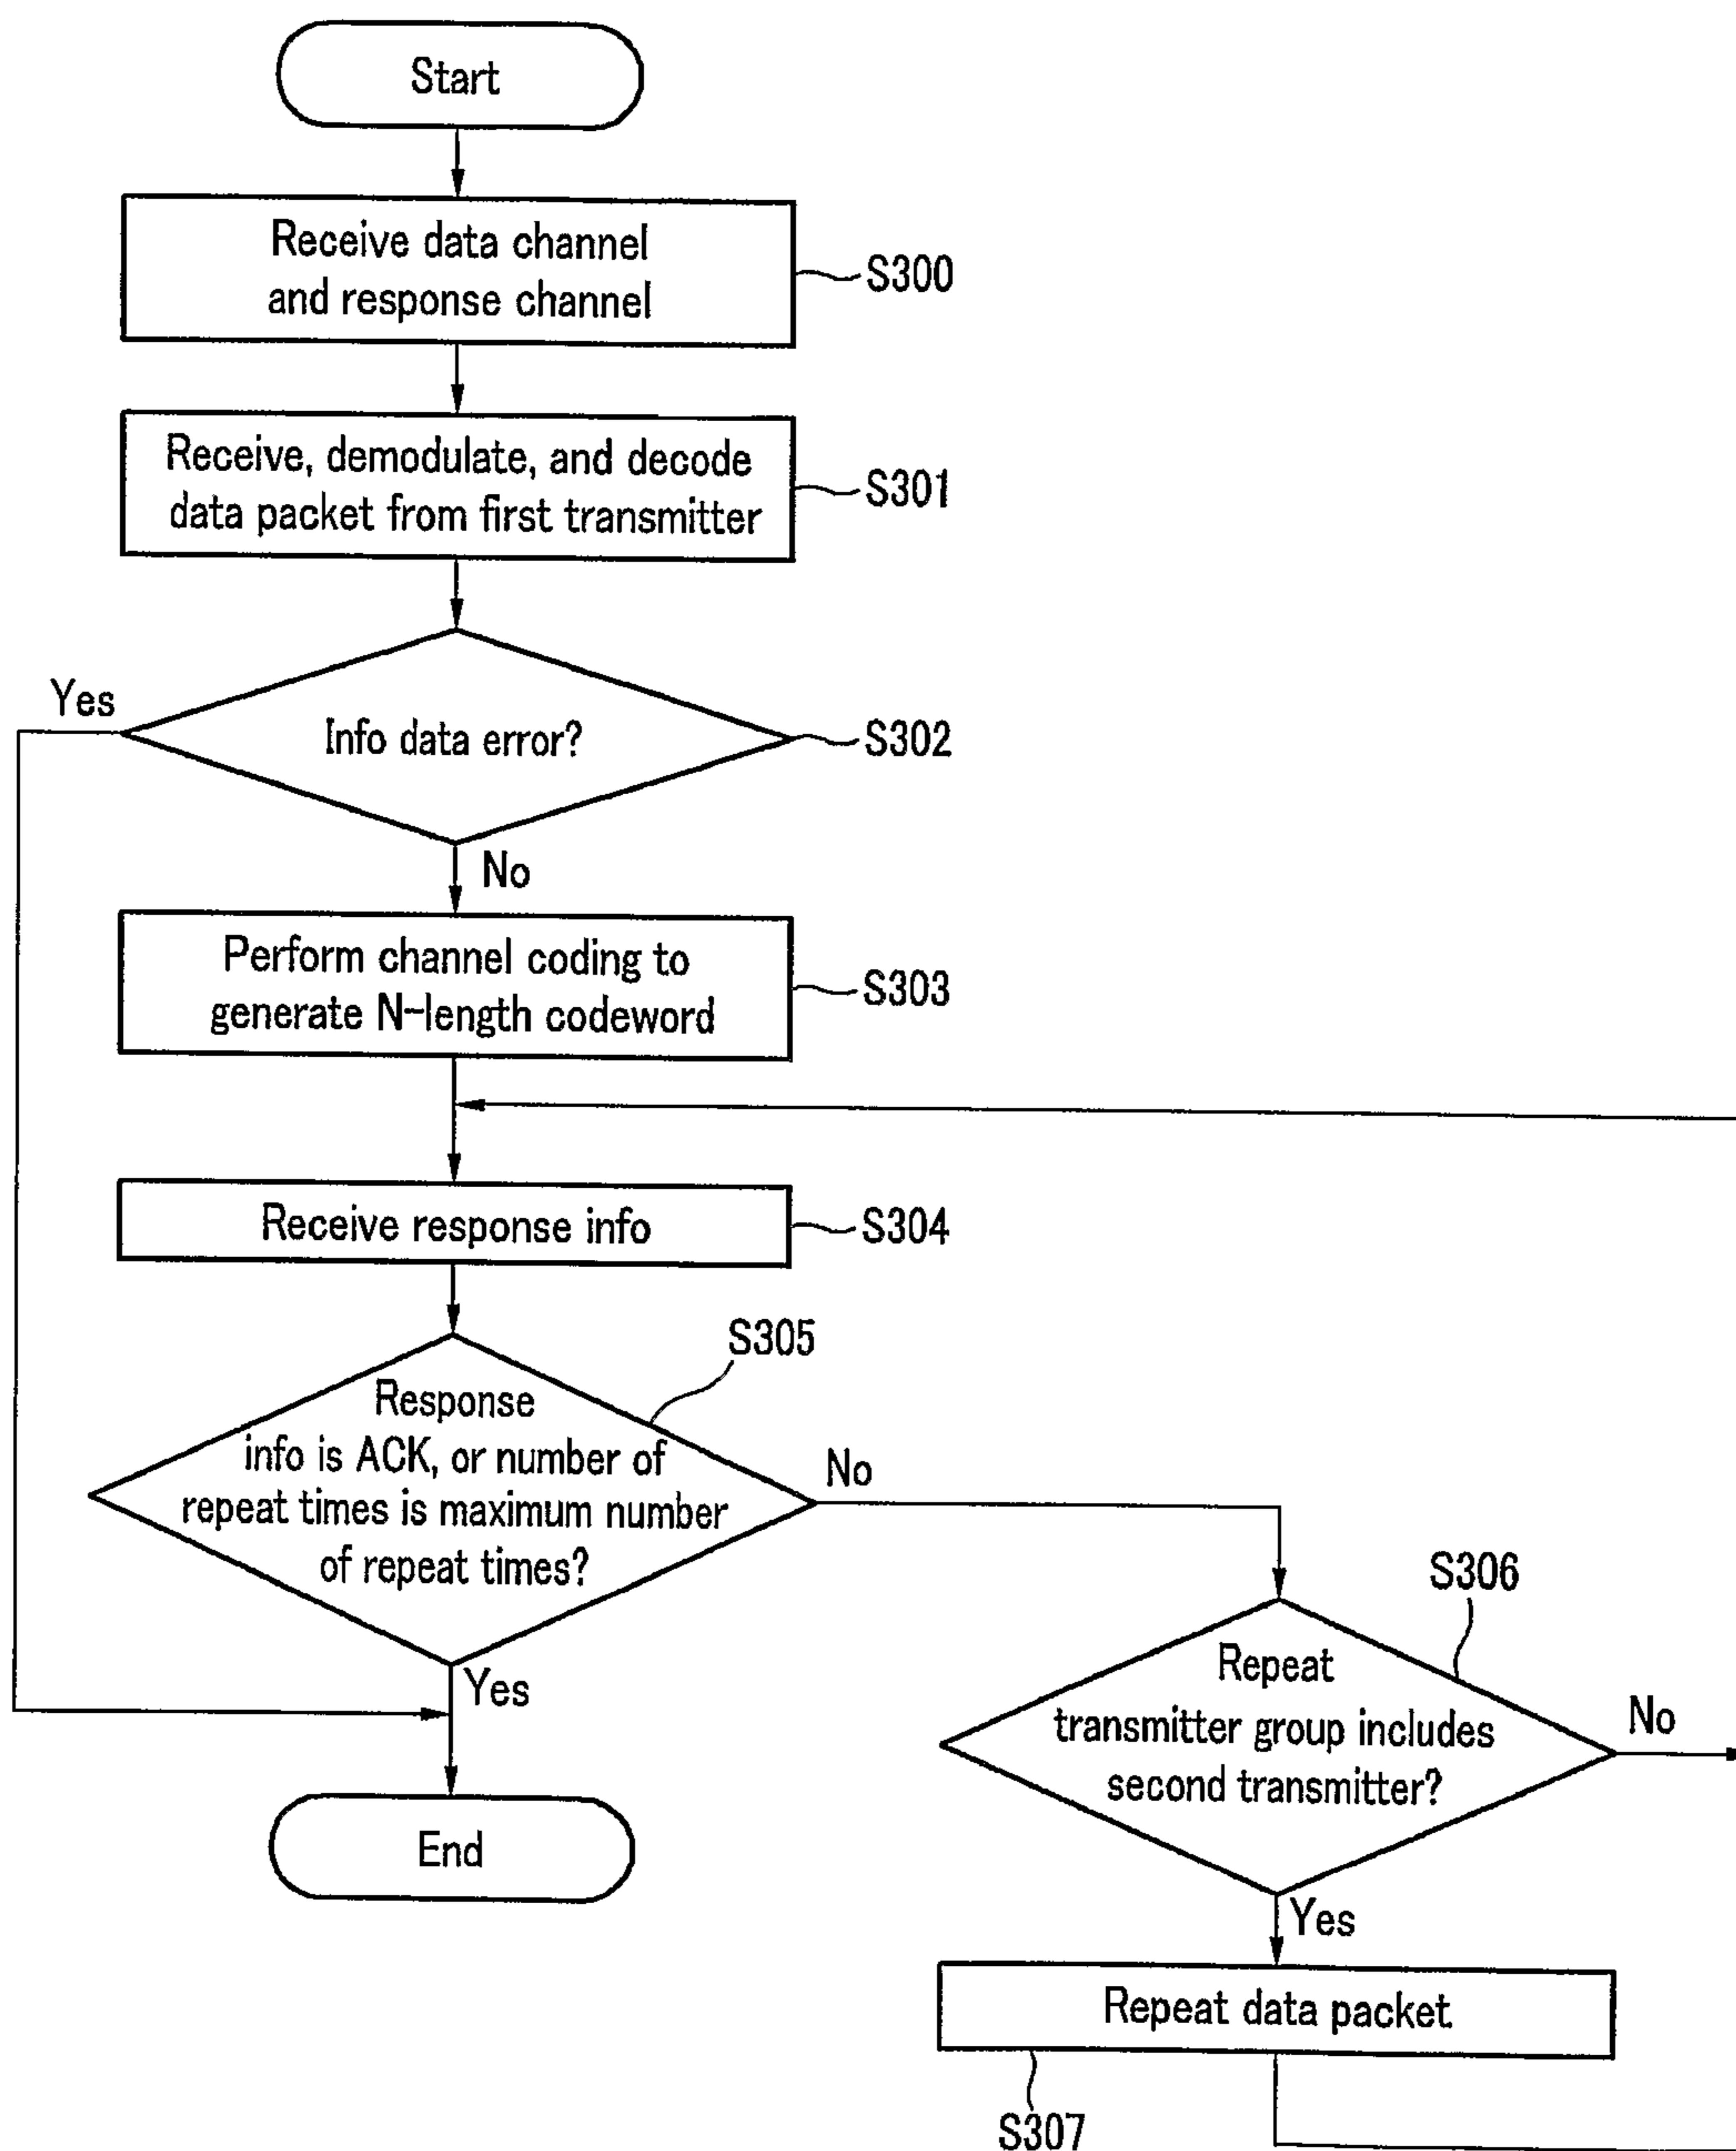 Start
Receive data channel
and response channel
S300
Receive, demodulate, and decode
data packet from first transmitter
S301
Yes
Info data error?
S302
No
Perform channel coding to
generate N-length codeword
S303
Receive response info
S304
S305
Response
info is ACK, or number of
repeat times is maximum number
of repeat times?
No
Yes
S306
Repeat
transmitter group includes
second transmitter?
No
End
Yes
Repeat data packet
S307